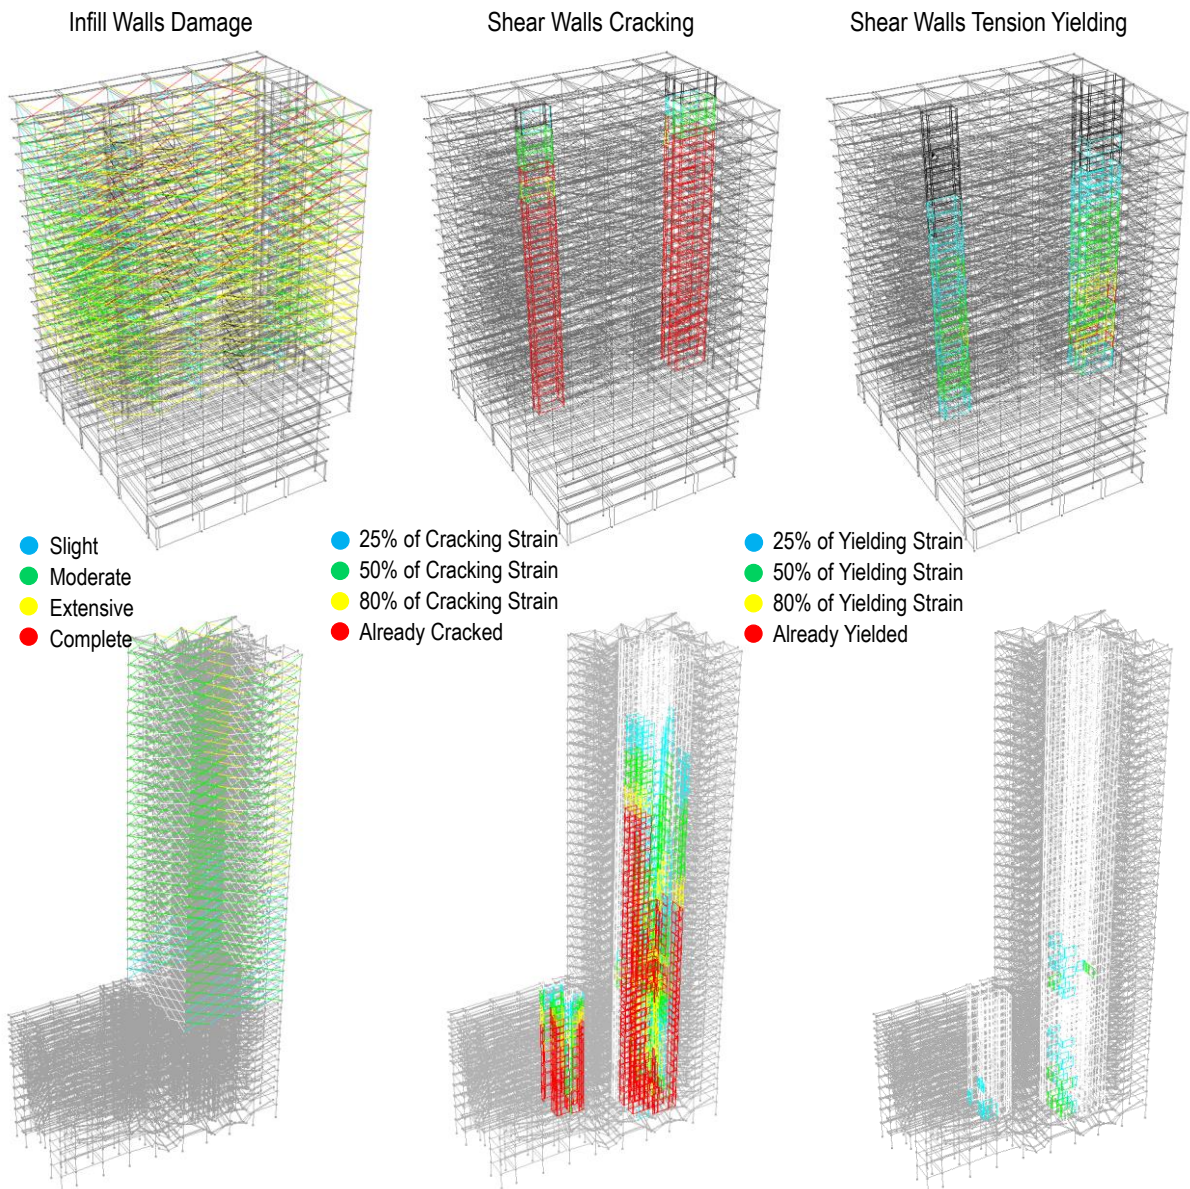 Infill Walls Damage
Shear Walls Cracking
Shear Walls Tension Yielding
Slight
Moderate
Extensive
Complete
25% of Cracking Strain
50% of Cracking Strain
80% of Cracking Strain
Already Cracked
25% of Yielding Strain
50% of Yielding Strain
80% of Yielding Strain
Already Yielded